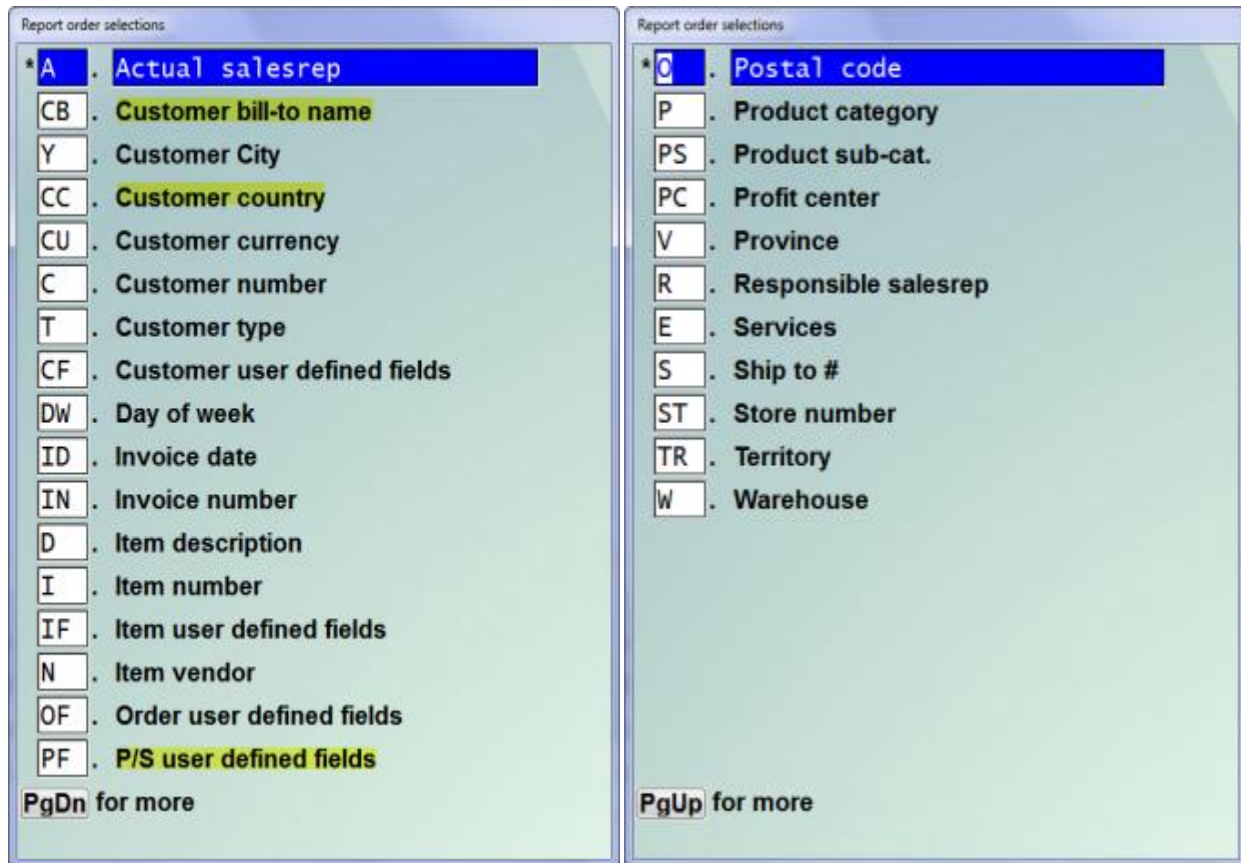 Report order selections
*A . Actual salesrep
CB . Customer bill-to name
Y . Customer City
CC . Customer country
CU . Customer currency
C . Customer number
T . Customer type
CF . Customer user defined fields
DW . Day of week
ID . Invoice date
IN . Invoice number
D . Item description
I . Item number
IF . Item user defined fields
N . Item vendor
OF . Order user defined fields
PF . P/S user defined fields
PgDn for more
Report order selections
*O . Postal code
P . Product category
PS . Product sub-cat.
PC . Profit center
V . Province
R . Responsible salesrep
E . Services
S . Ship to #
ST . Store number
TR . Territory
W . Warehouse
PgUp for more